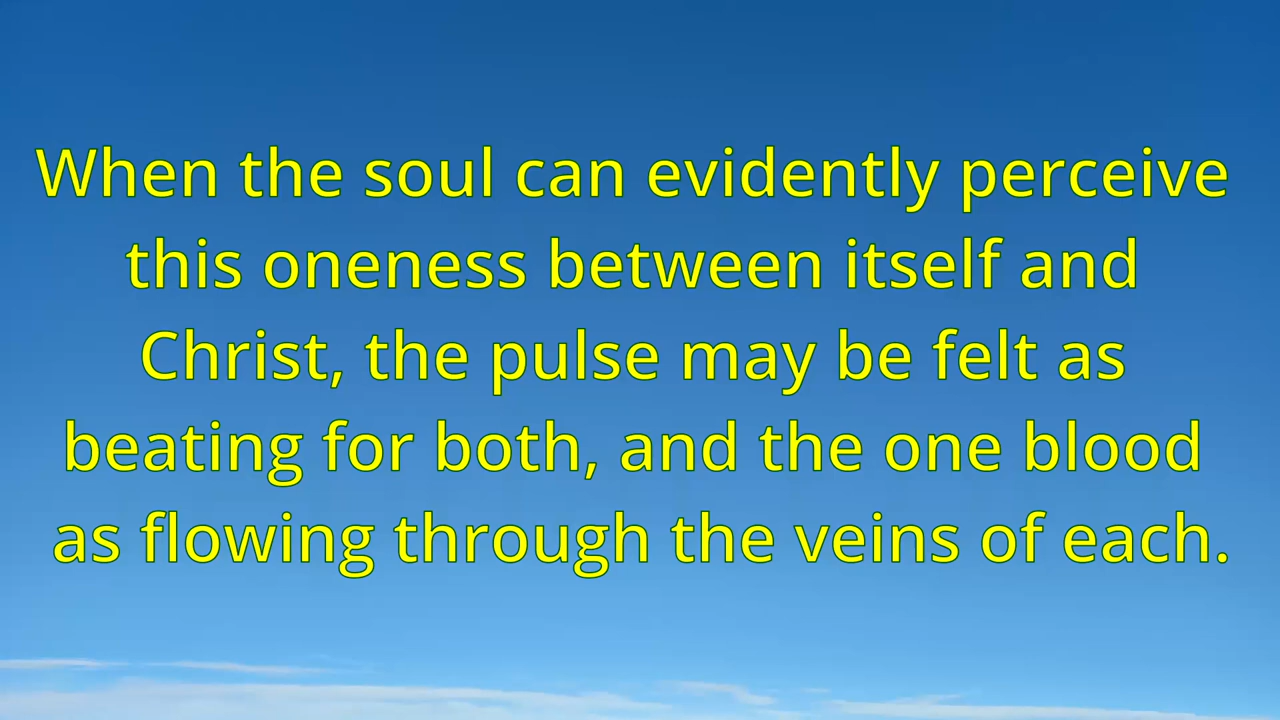 When the soul can evidently perceive
this oneness between itself and
Christ, the pulse may be felt as
beating for both, and the one blood
as flowing through the veins of each.